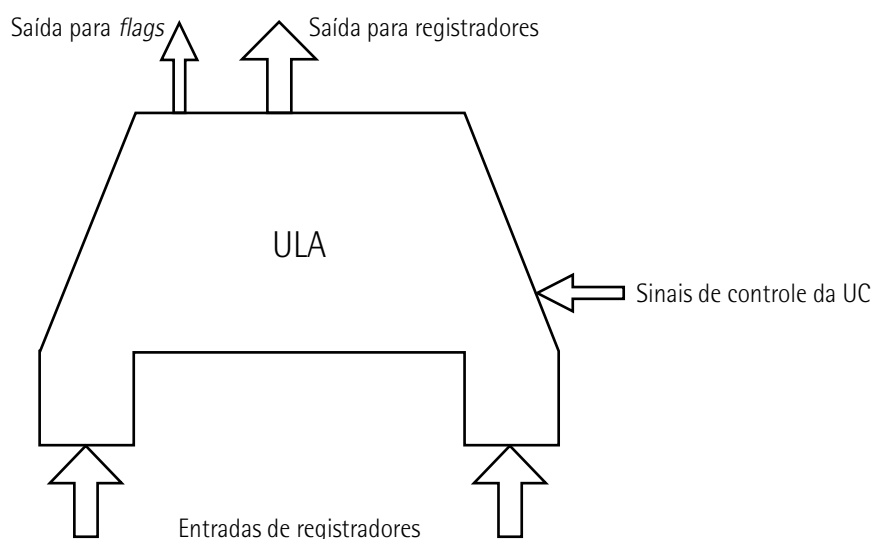 Saída para flags
Saída para registradores
ULA
Sinais de controle da UC
Entradas de registradores